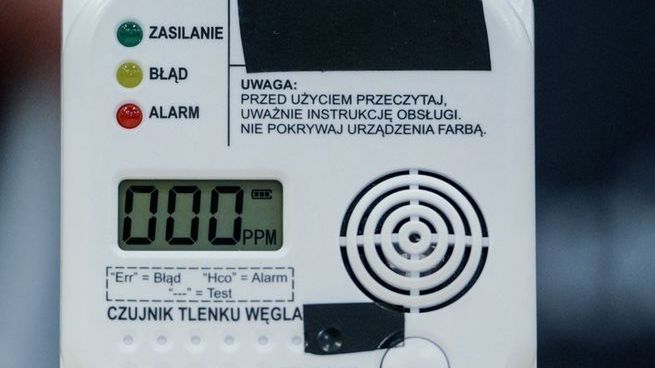 ZASILANIE
BŁĄD
ALARM
UWAGA:
PRZED UŻYCIEM PRZECZYTAJ,
UWAŻNIE INSTRUKCJĘ OBSŁUGI.
NIE POKRYWAJ URZĄDZENIA FARBĄ.
000 PPM
"Err" = Błąd "Hco" = Alarm
"---" = Test
CZUJNIK TLENKU WĘGLA